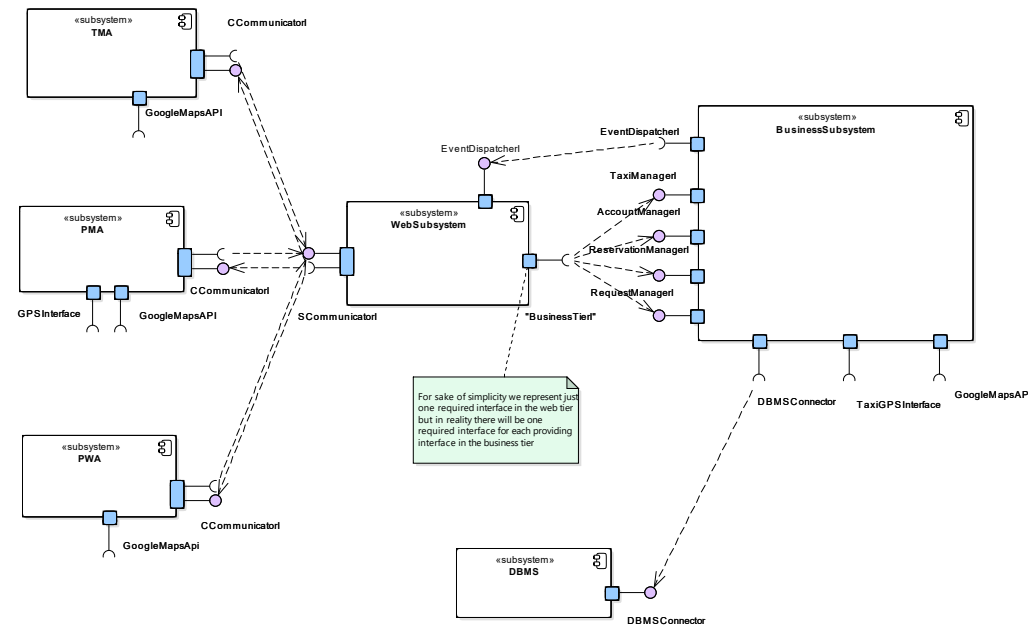 «subsystem»
TMA
CCommunicatorI
GoogleMapsAPI
«subsystem»
BusinessSubsystem
EventDispatcherI
EventDispatcherI
TaxiManagerI
AccountManagerI
ReservationManagerI
RequestManagerI
«subsystem»
PMA
«subsystem»
WebSubsystem
CCommunicatorI
GPSInterface
GoogleMapsAPI
SCommunicatorI
"BusinessTierI"
For sake of simplicity we represent just
one required interface in the web tier
but in reality there will be one
required interface for each providing
interface in the business tier
DBMSConnector
TaxiGPSInterface
GoogleMapsAP
«subsystem»
PWA
CCommunicatorI
GoogleMapsApi
«subsystem»
DBMS
DBMSConnector